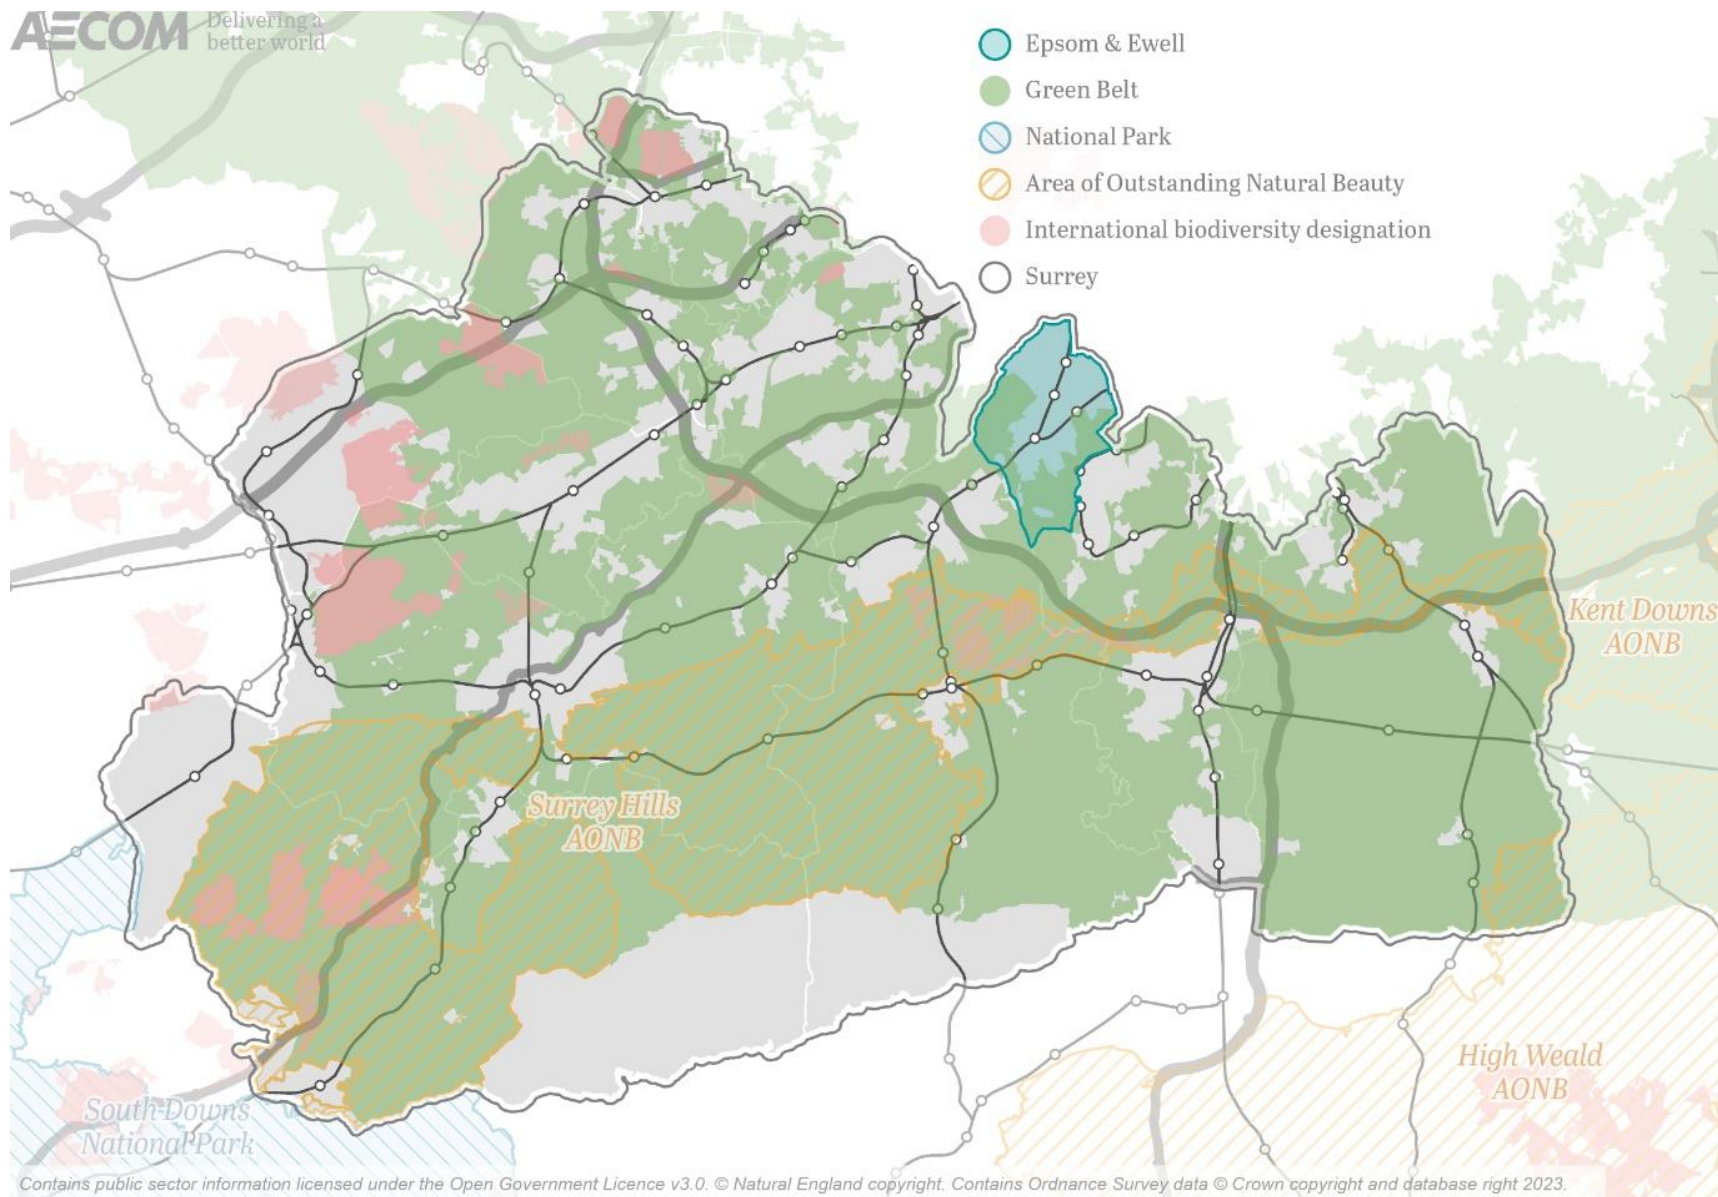 AECOM
Delivering a
better world
Epsom & Ewell
Green Belt
National Park
Area of Outstanding Natural Beauty
International biodiversity designation
Surrey
Kent Downs
AONB
Surrey Hills
AONB
High Weald
AONB
South Downs
National Park
Contains public sector information licensed under the Open Government Licence v3.0. © Natural England copyright. Contains Ordnance Survey data © Crown copyright and database right 2023.